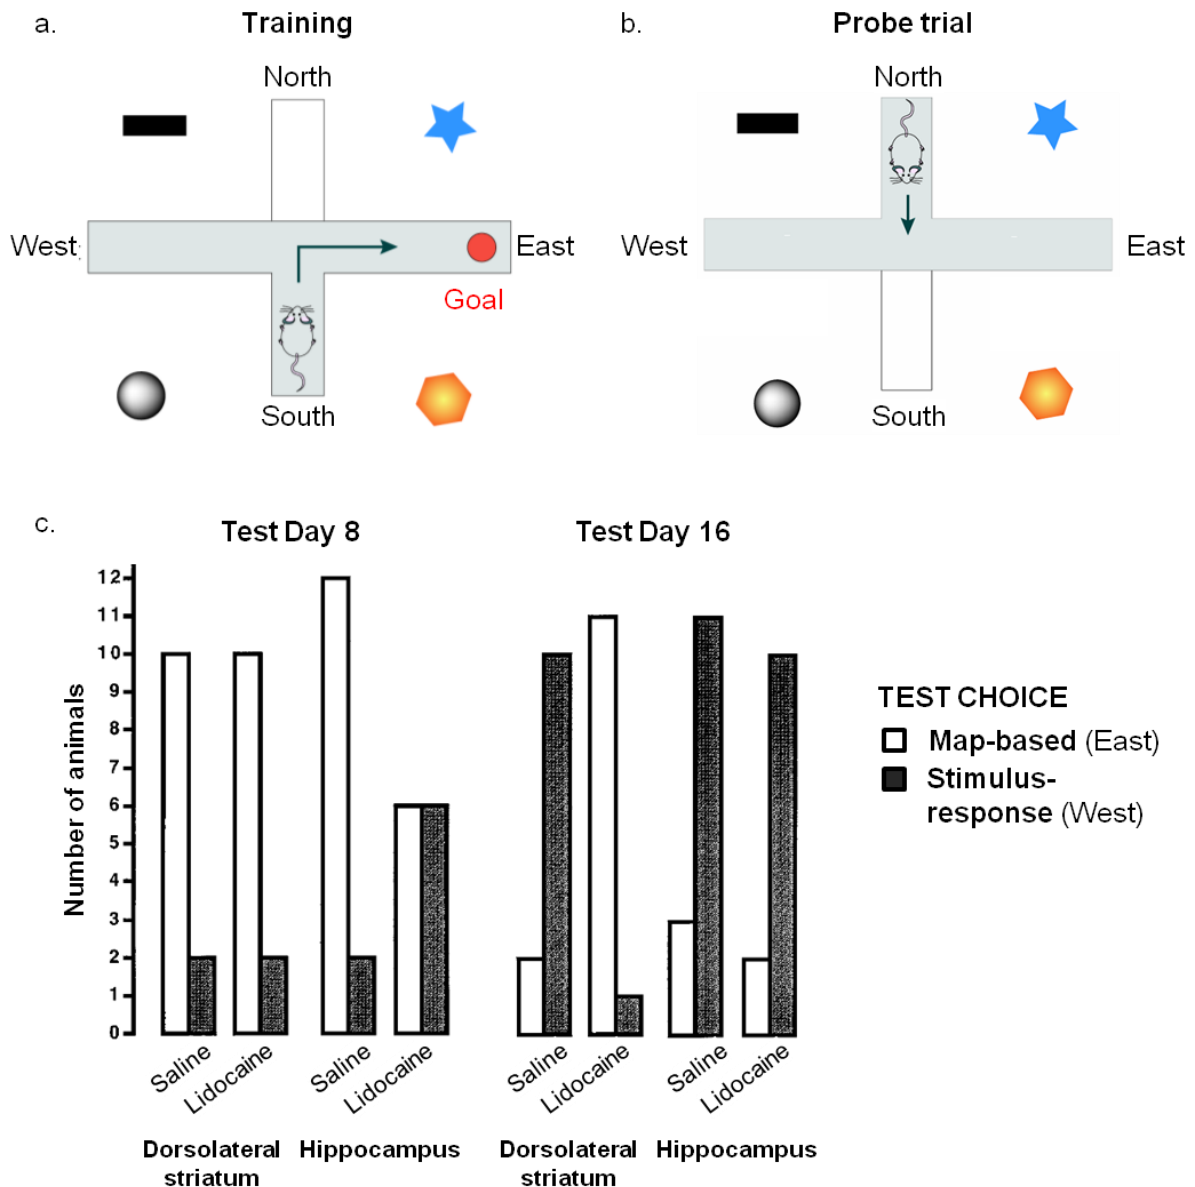 a. Training
North
West
East
Goal
South
b. Probe trial
North
West
East
South
c.
Test Day 8
Test Day 16
Number of animals
12
11
10
9
8
7
6
5
4
3
2
1
0
Saline
Lidocaine
Saline
Lidocaine
Saline
Lidocaine
Saline
Lidocaine
Dorsolateral
striatum
Hippocampus
Dorsolateral
striatum
Hippocampus
TEST CHOICE
Map-based (East)
Stimulus-
response (West)